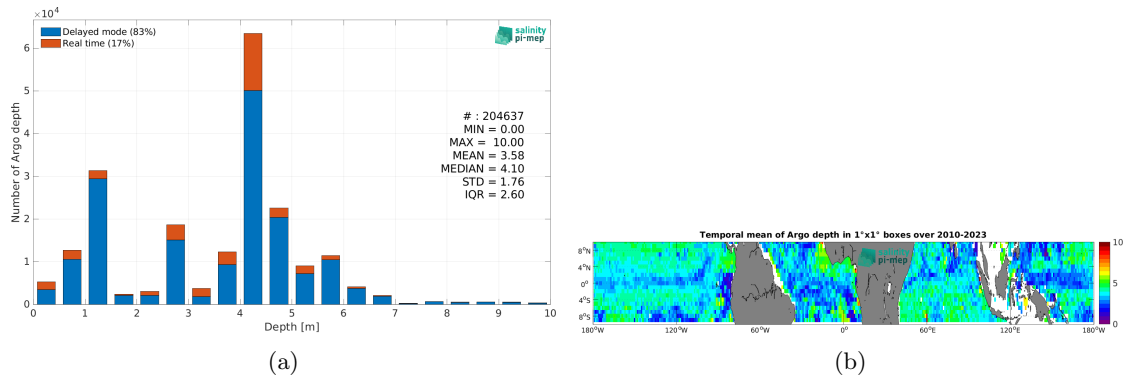 ×10⁴
Delayed mode (83%)
Real time (17%)
salinity
pi-mep
6
5
4
3
2
1
0
Number of Argo depth
# : 204637
MIN = 0.00
MAX = 10.00
MEAN = 3.58
MEDIAN = 4.10
STD = 1.76
IQR = 2.60
0 1 2 3 4 5 6 7 8 9 10
Depth [m]
(a)
Temporal mean of Argo depth in 1°x1° boxes over 2010-2023
salinity
pi-mep
8°N
4°N
0°
4°S
8°S
180°W 120°W 60°W 0° 60°E 120°E 180°W
10
5
0
(b)